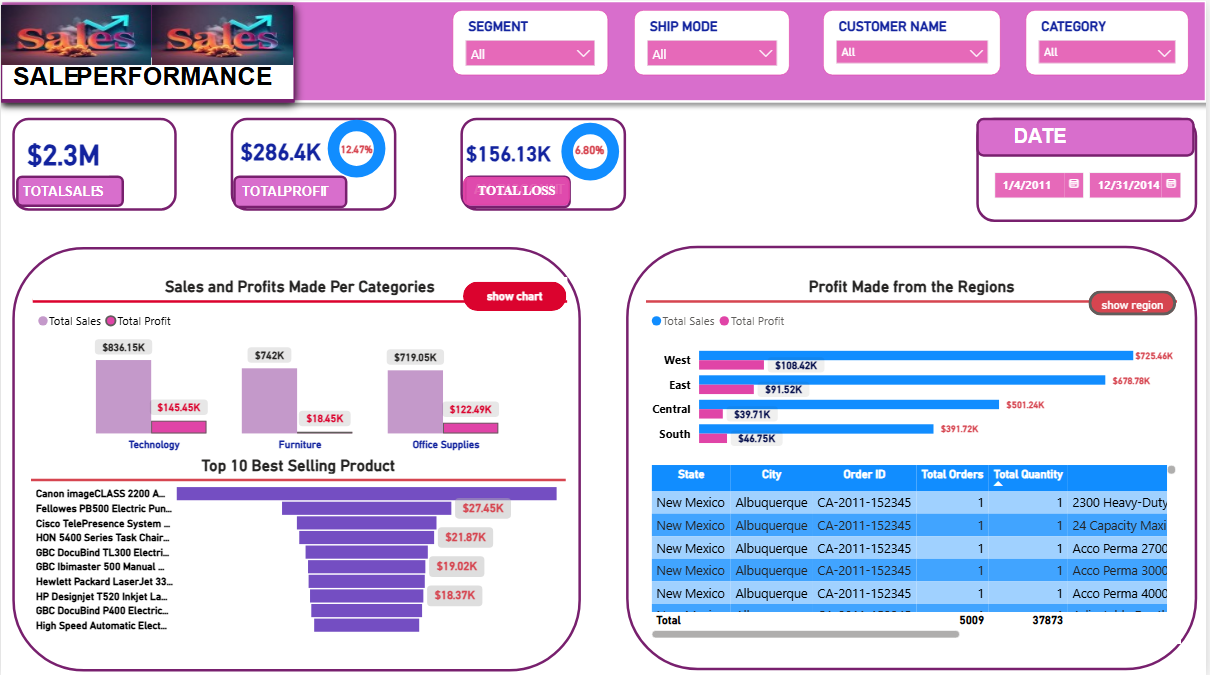 Sales Sales
SALEPERFORMANCE
SEGMENT
All
SHIP MODE
All
CUSTOMER NAME
All
CATEGORY
All
$2.3M
TOTALSALES
$286.4K
12.47%
TOTALPROFIT
$156.13K
6.80%
TOTAL LOSS
DATE
1/4/2011 12/31/2014
Sales and Profits Made Per Categories
show chart
Total Sales Total Profit
$836.15K
$145.45K
$742K
$18.45K
$719.05K
$122.49K
Technology Furniture Office Supplies
Top 10 Best Selling Product
Canon imageCLASS 2200 A...
Fellowes PB500 Electric Pun... $27.45K
Cisco TelePresence System ...
HON 5400 Series Task Chair... $21.87K
GBC DocuBind TL300 Electri...
GBC Ibimaster 500 Manual ... $19.02K
Hewlett Packard LaserJet 33...
HP Designjet T520 Inkjet La... $18.37K
GBC DocuBind P400 Electric...
High Speed Automatic Elect...
Profit Made from the Regions
show region
Total Sales Total Profit
West $725.46K
$108.42K
East $678.78K
$91.52K
Central $501.24K
$39.71K
South $391.72K
$46.75K
State City Order ID Total Orders Total Quantity
New Mexico Albuquerque CA-2011-152345 1 1 2300 Heavy-Duty
New Mexico Albuquerque CA-2011-152345 1 1 24 Capacity Maxi
New Mexico Albuquerque CA-2011-152345 1 1 Acco Perma 2700
New Mexico Albuquerque CA-2011-152345 1 1 Acco Perma 3000
New Mexico Albuquerque CA-2011-152345 1 1 Acco Perma 4000
Total 5009 37873